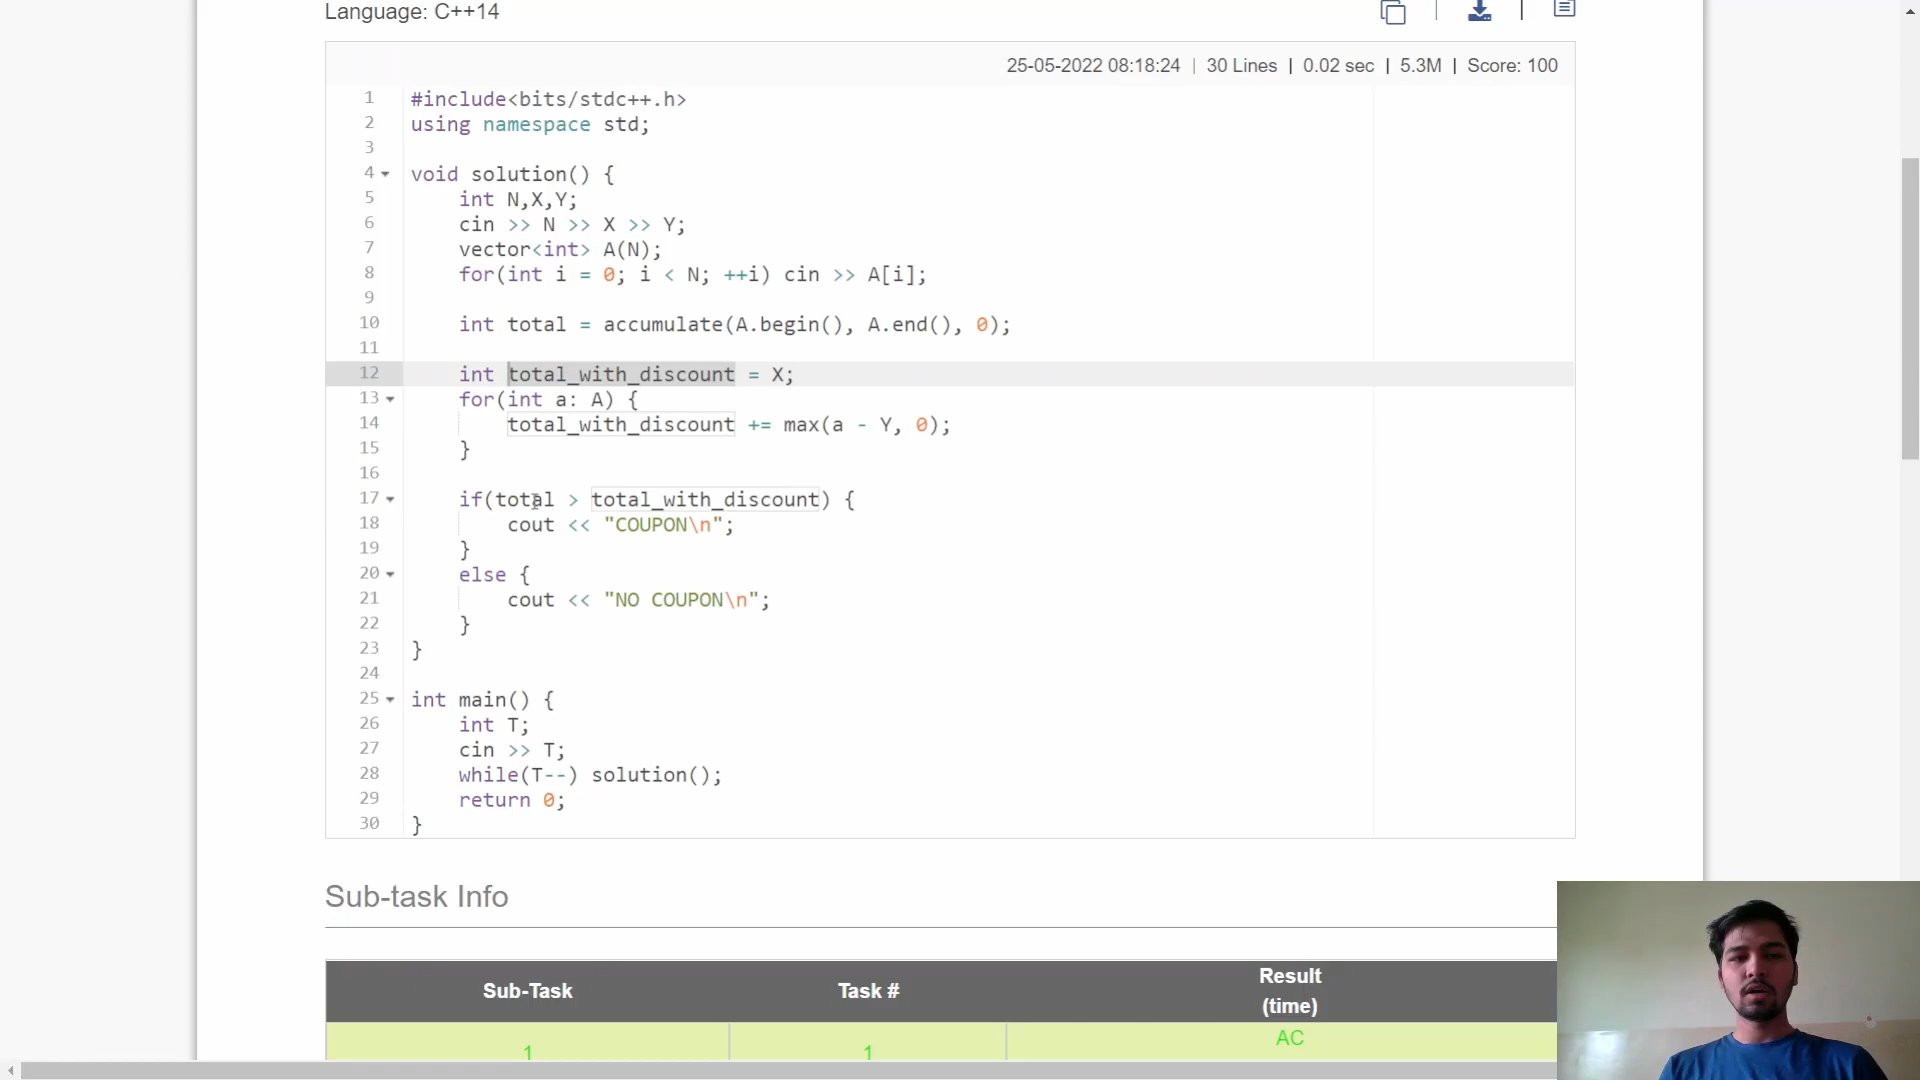 Language: C++14
25-05-2022 08:18:24 | 30 Lines | 0.02 sec | 5.3M | Score: 100
1 #include<bits/stdc++.h>
2 using namespace std;
3
4 void solution() {
5 int N,X,Y;
6 cin >> N >> X >> Y;
7 vector<int> A(N);
8 for(int i = 0; i < N; ++i) cin >> A[i];
9
10 int total = accumulate(A.begin(), A.end(), 0);
11
12 int total_with_discount = X;
13 for(int a: A) {
14 total_with_discount += max(a - Y, 0);
15 }
16
17 if(total > total_with_discount) {
18 cout << "COUPON\n";
19 }
20 else {
21 cout << "NO COUPON\n";
22 }
23 }
24
25 int main() {
26 int T;
27 cin >> T;
28 while(T--) solution();
29 return 0;
30 }
Sub-task Info
Sub-Task Task # Result
(time)
1 1 AC